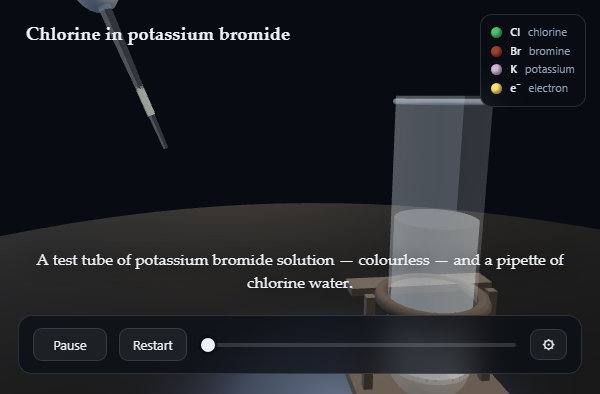 Chlorine in potassium bromide
Cl chlorine
Br bromine
K potassium
e⁻ electron
A test tube of potassium bromide solution — colourless — and a pipette of
chlorine water.
Pause
Restart